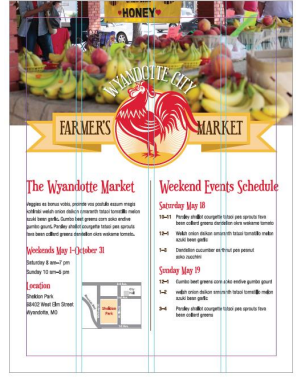 HONEY
WYANDOTTE CITY
FARMER'S MARKET
The Wyandotte Market
Veggies es bonus vobis, proinde vos postulo essum magis
kohlrabi welsh onion daikon amaranth tatsoi tomatillo melon
azuki bean garlic. Gumbo beet greens corn soko endive
gumbo gourd. Parsley shallot courgette tatsoi pea sprouts fava
bean collard greens dandelion okra wakame tomato.
Weekends May 1–October 31
Saturday 8 am–7 pm
Sunday 10 am–6 pm
Location
Sheldon Park
West Elm Street
Wyandotte, MO
Sheldon
Park
Weekend Events Schedule
Saturday May 18
10–11 Parsley shallot courgette tatsoi pea sprouts fava
bean collard greens dandelion okra wakame tomato
12–1 Welsh onion daikon amaranth tatsoi tomatillo melon
azuki bean garlic
1–2 Dandelion cucumber earthnut pea peanut
soko zucchini
Sunday May 19
12–1 Gumbo beet greens corn soko endive gumbo gourd
1–2 welsh onion daikon amaranth tatsoi tomatillo melon
azuki bean garlic
3–4 Parsley shallot courgette tatsoi pea sprouts fava
bean collard greens